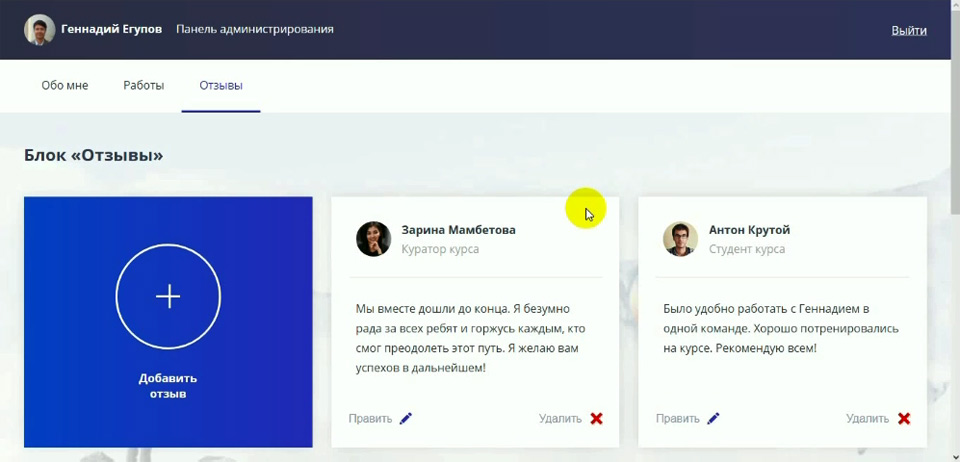 Геннадий Егупов Панель администрирования Выйти
Обо мне Работы Отзывы
Блок «Отзывы»
Добавить
отзыв
Зарина Мамбетова
Куратор курса
Мы вместе дошли до конца. Я безумно
рада за всех ребят и горжусь каждым, кто
смог преодолеть этот путь. Я желаю вам
успехов в дальнейшем!
Править Удалить
Антон Крутой
Студент курса
Было удобно работать с Геннадием в
одной команде. Хорошо потренировались
на курсе. Рекомендую всем!
Править Удалить